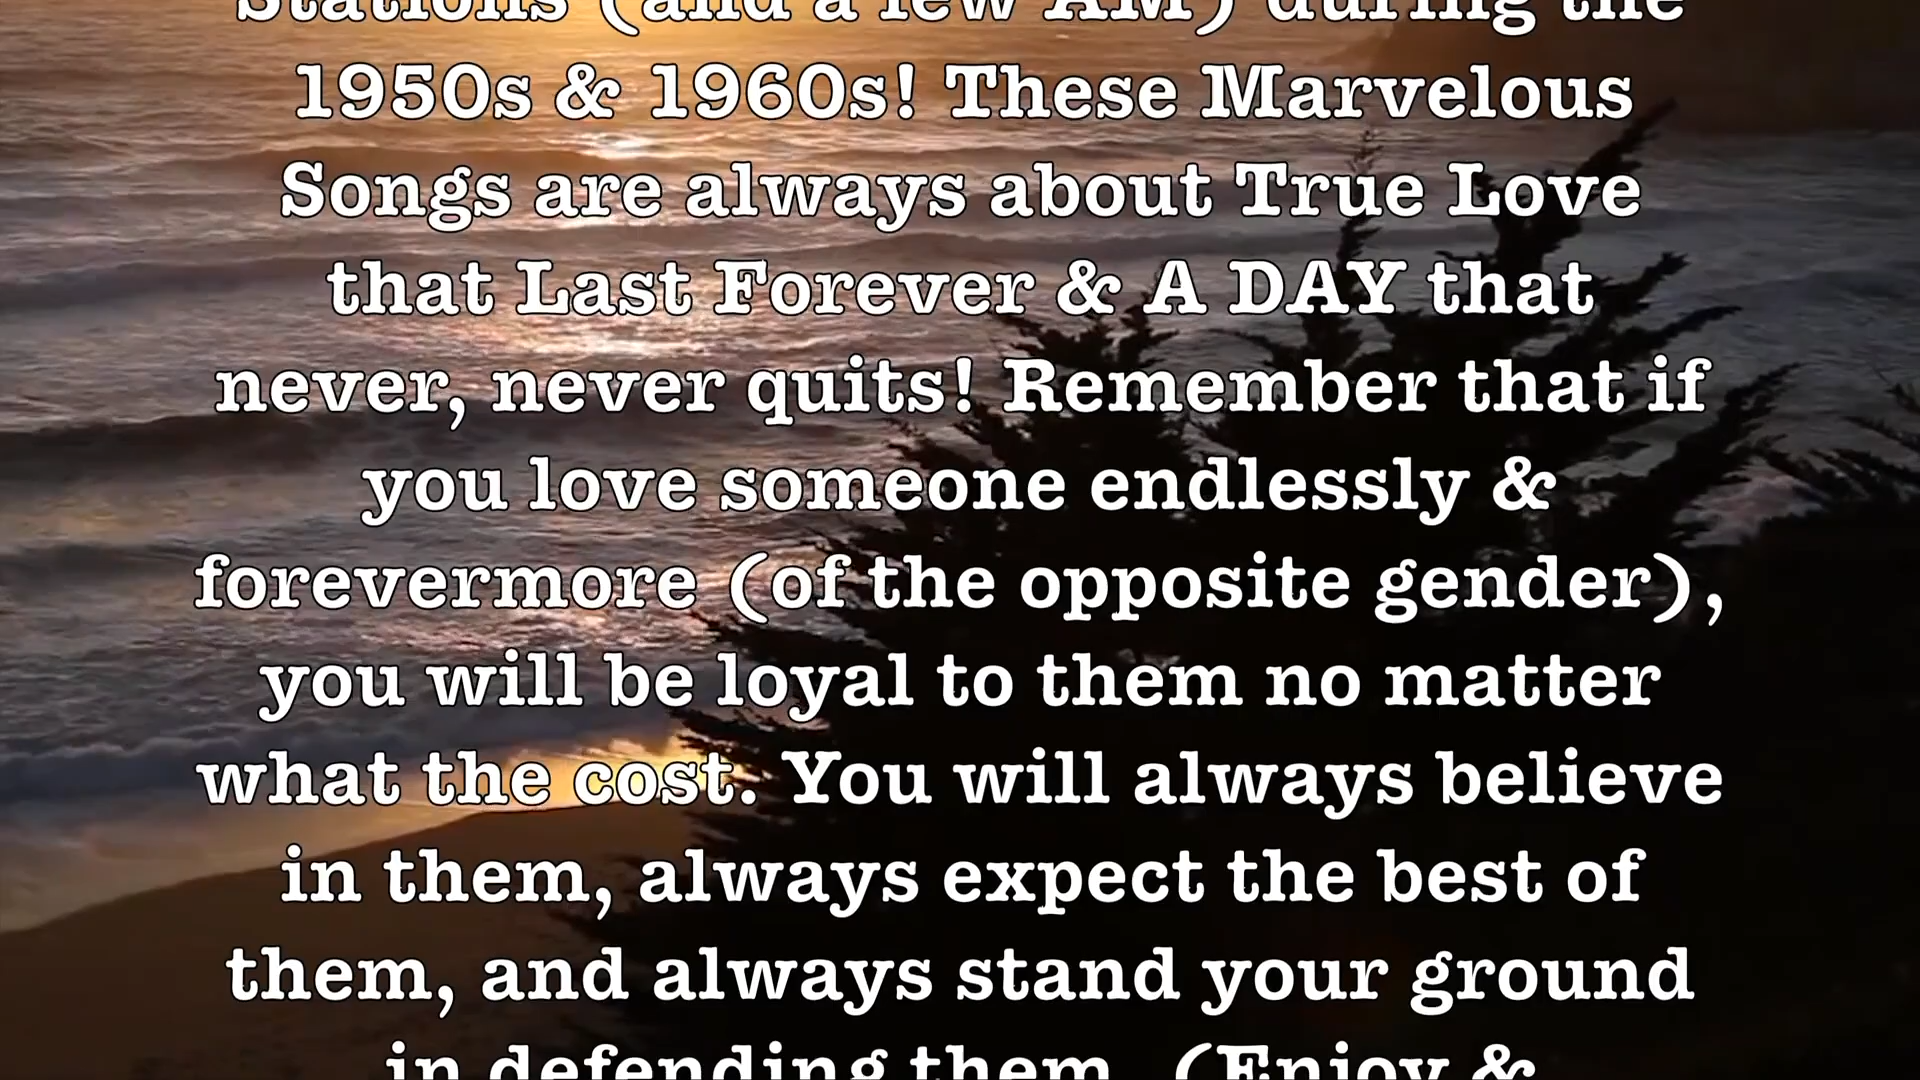 Stations (and a few AM) during the
1950s & 1960s! These Marvelous
Songs are always about True Love
that Last Forever & A DAY that
never, never quits! Remember that if
you love someone endlessly &
forevermore (of the opposite gender),
you will be loyal to them no matter
what the cost. You will always believe
in them, always expect the best of
them, and always stand your ground
in defending them. (Enjoy &